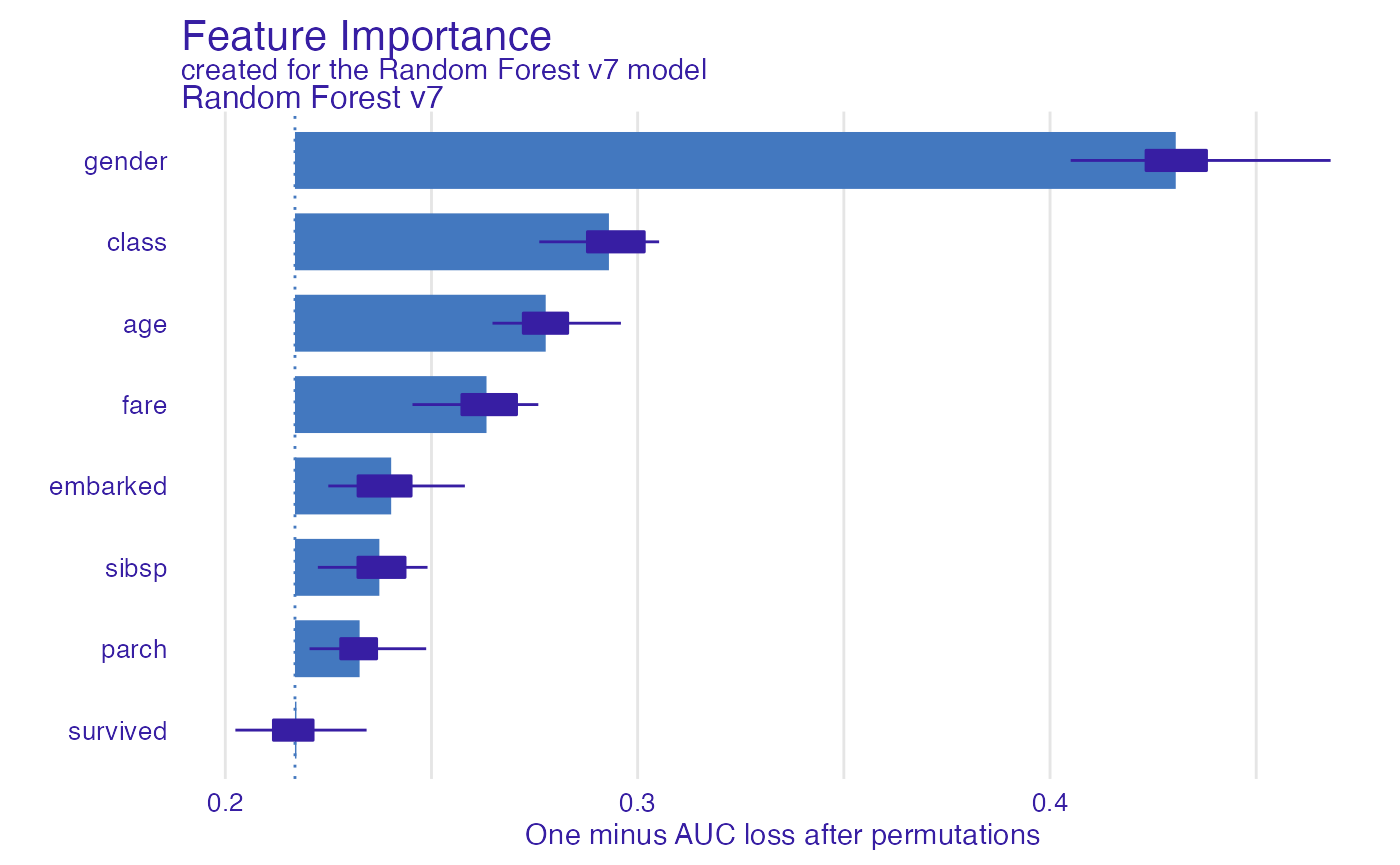 Feature Importance
created for the Random Forest v7 model
Random Forest v7
gender
class
age
fare
embarked
sibsp
parch
survived
0.2 0.3 0.4
One minus AUC loss after permutations